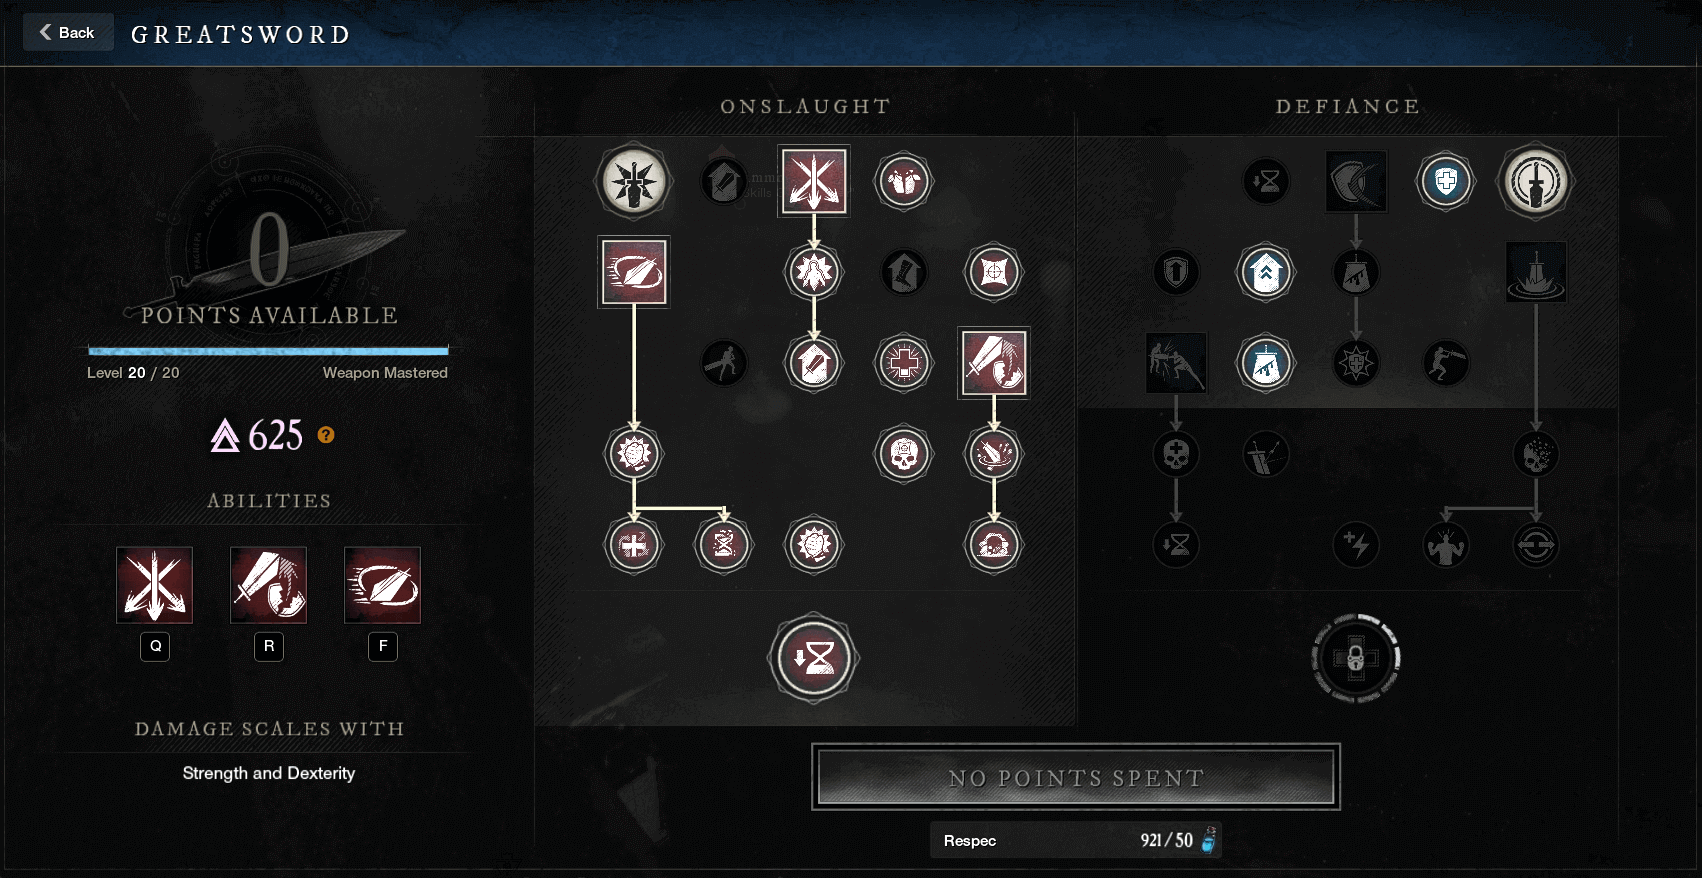 Back
GREATSWORD
0
POINTS AVAILABLE
Level 20 / 20
Weapon Mastered
625
?
ABILITIES
Q
R
F
DAMAGE SCALES WITH
Strength and Dexterity
ONSLAUGHT
DEFIANCE
NO POINTS SPENT
Respec
921/50